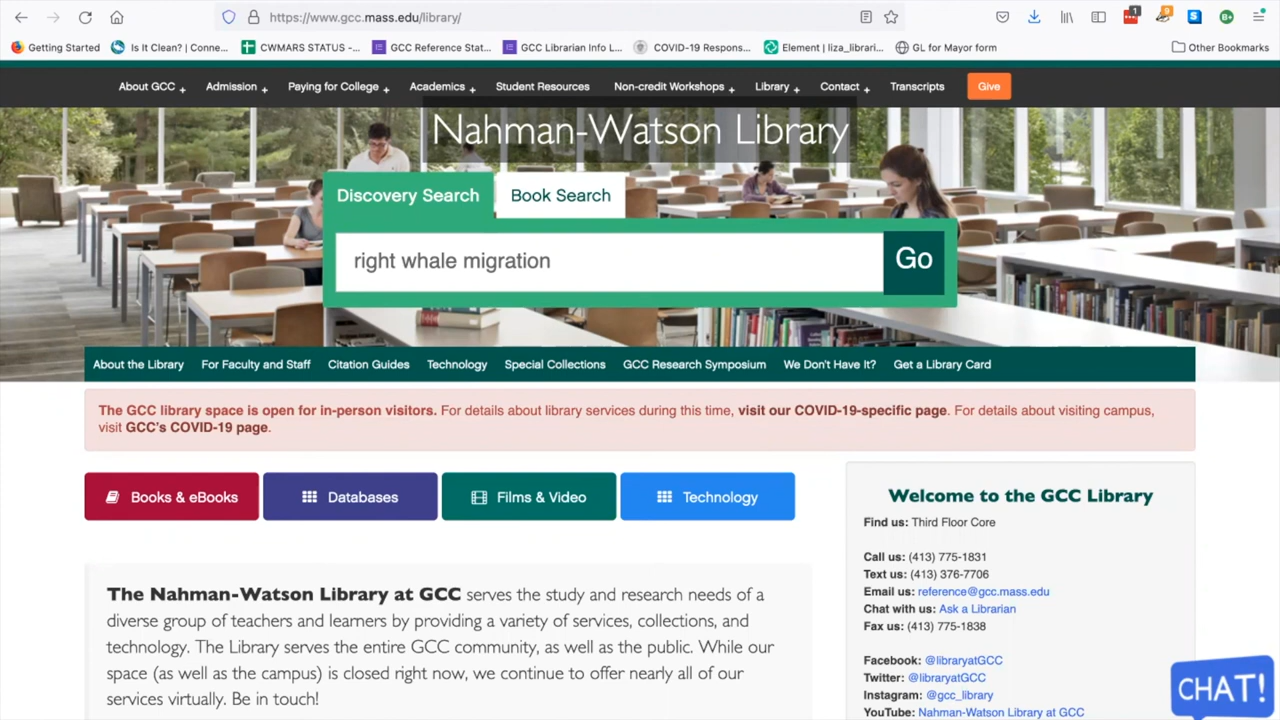 https://www.gcc.mass.edu/library/
1
9
S
B
Getting Started
Is It Clean? | Conne...
CWMARS STATUS -...
GCC Reference Stat...
GCC Librarian Info L...
COVID-19 Respons...
Element | liza_librari...
GL for Mayor form
Other Bookmarks
About GCC +
Admission +
Paying for College +
Academics +
Student Resources
Non-credit Workshops +
Library +
Contact +
Transcripts
Give
Nahman-Watson Library
Discovery Search
Book Search
right whale migration
Go
About the Library
For Faculty and Staff
Citation Guides
Technology
Special Collections
GCC Research Symposium
We Don't Have It?
Get a Library Card
The GCC library space is open for in-person visitors. For details about library services during this time, visit our COVID-19-specific page. For details about visiting campus,
visit GCC's COVID-19 page.
Books & eBooks
Databases
Films & Video
Technology
The Nahman-Watson Library at GCC serves the study and research needs of a
diverse group of teachers and learners by providing a variety of services, collections, and
technology. The Library serves the entire GCC community, as well as the public. While our
space (as well as the campus) is closed right now, we continue to offer nearly all of our
services virtually. Be in touch!
Welcome to the GCC Library
Find us: Third Floor Core
Call us: (413) 775-1831
Text us: (413) 376-7706
Email us: reference@gcc.mass.edu
Chat with us: Ask a Librarian
Fax us: (413) 775-1838
Facebook: @libraryatGCC
Twitter: @libraryatGCC
Instagram: @gcc_library
YouTube: Nahman-Watson Library at GCC
CHAT!